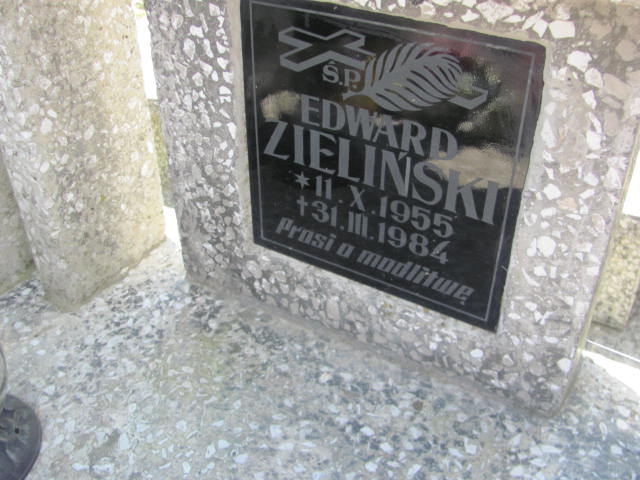 Ś.P.
EDWARD
ZIELIŃSKI
*11.X.1955
†31.III.1984
Prosi o modlitwę